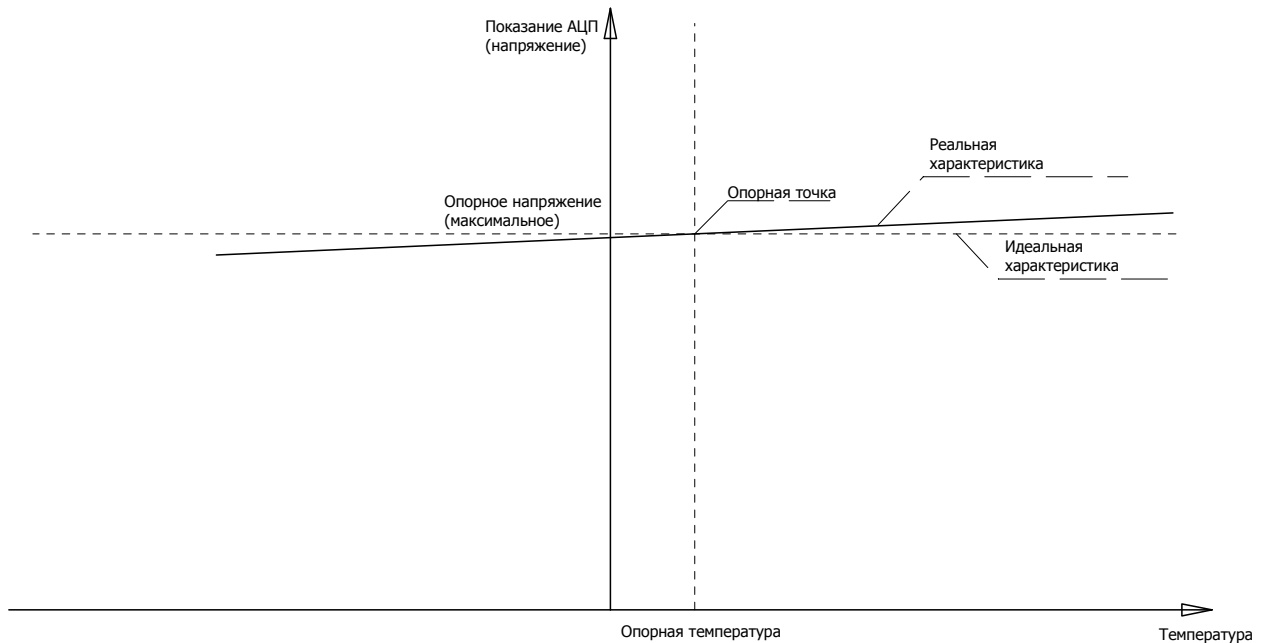 Показание АЦП
(напряжение)
Реальная
характеристика
Опорное напряжение
(максимальное)
Опорная точка
Идеальная
характеристика
Опорная температура
Температура